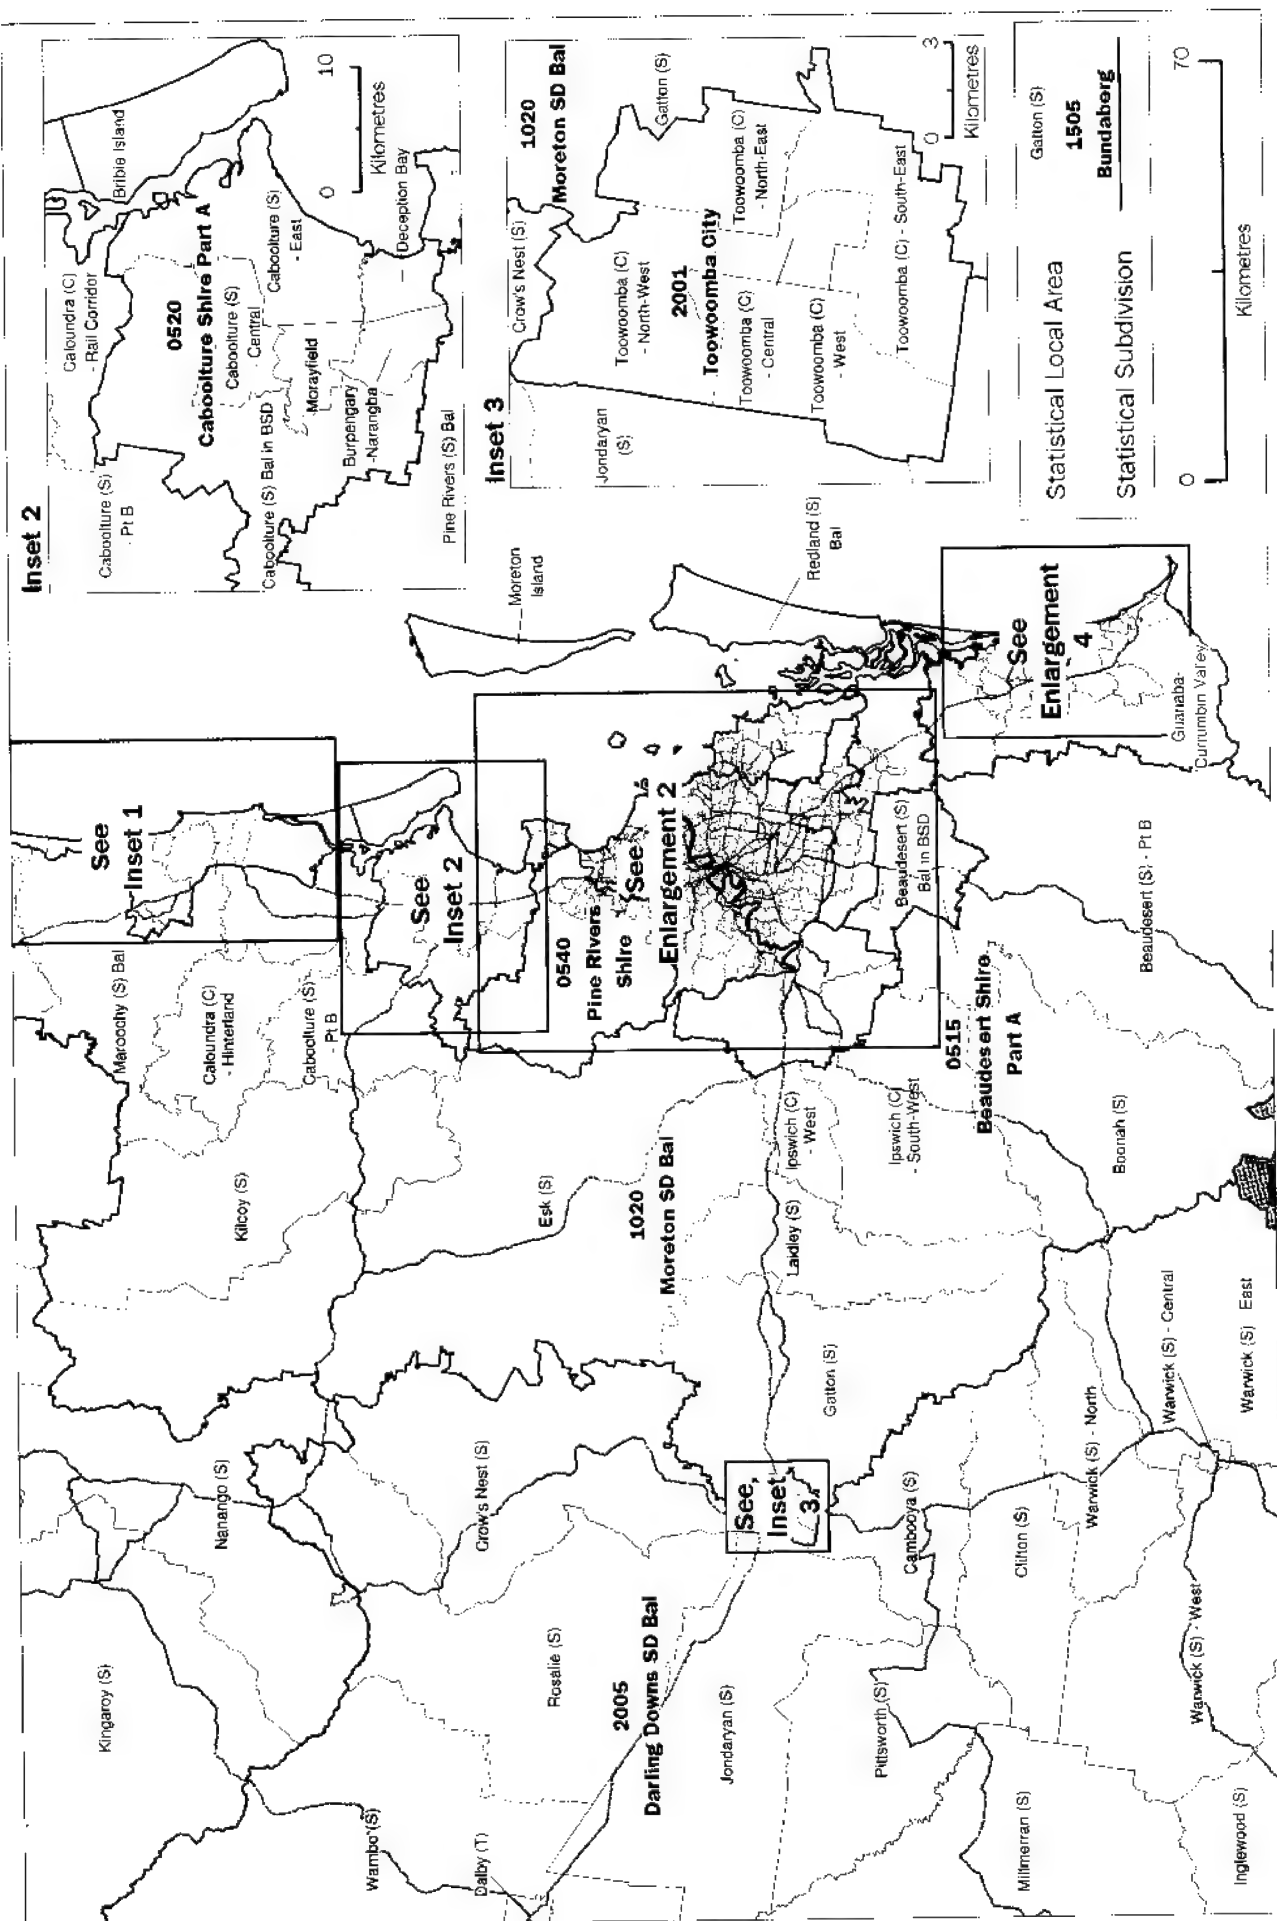 Inset 2
Caloundra (C)
- Rail Corridor
Bribie Island
Caboolture (S)
- Pt B
0520
Caboolture Shire Part A
Caboolture (S)
Central
Caboolture (S)
- East
Caboolture (S) Bal in BSD
Morayfield
Burpengary
-Narangba
Deception Bay
Pine Rivers (S) Bal
0
10
Kilometres
Inset 3
Crow's Nest (S)
1020
Moreton SD Bal
Gatton (S)
Jondaryan
(S)
Toowoomba (C)
- North-West
2001
Toowoomba City
Toowoomba (C)
- North-East
Toowoomba (C)
- Central
Toowoomba (C)
- West
Toowoomba (C) - South-East
0
3
Kilometres
Statistical Local Area
Gatton (S)
Statistical Subdivision
1505
Bundaberg
0
70
Kilometres
See
Inset 1
Maroochy (S) Bal
Caloundra (C)
- Hinterland
Caboolture (S)
- Pt B
See
Inset 2
Moreton
Island
Kilcoy (S)
Nanango (S)
Kingaroy (S)
Wambo (S)
Dalby (T)
Crow's Nest (S)
Rosalie (S)
Esk (S)
0540
Pine Rivers
Shire
See
Enlargement 2
1020
Moreton SD Bal
2005
Darling Downs SD Bal
Redland (S)
Bal
Jondaryan (S)
See
Inset
3
Laidley (S)
Ipswich (C)
- West
Gatton (S)
Pittsworth (S)
Cambooya (S)
Ipswich (C)
- South-West
Beaudesert (S)
Bal in BSD
0515
Beaudesert Shire
Part A
See
Enlargement
4
Guanaba-
Currumbin Valley
Millmerran (S)
Clifton (S)
Warwick (S) - North
Boonah (S)
Beaudesert (S) - Pt B
Warwick (S) - Central
Warwick (S) - West
Warwick (S) East
Inglewood (S)